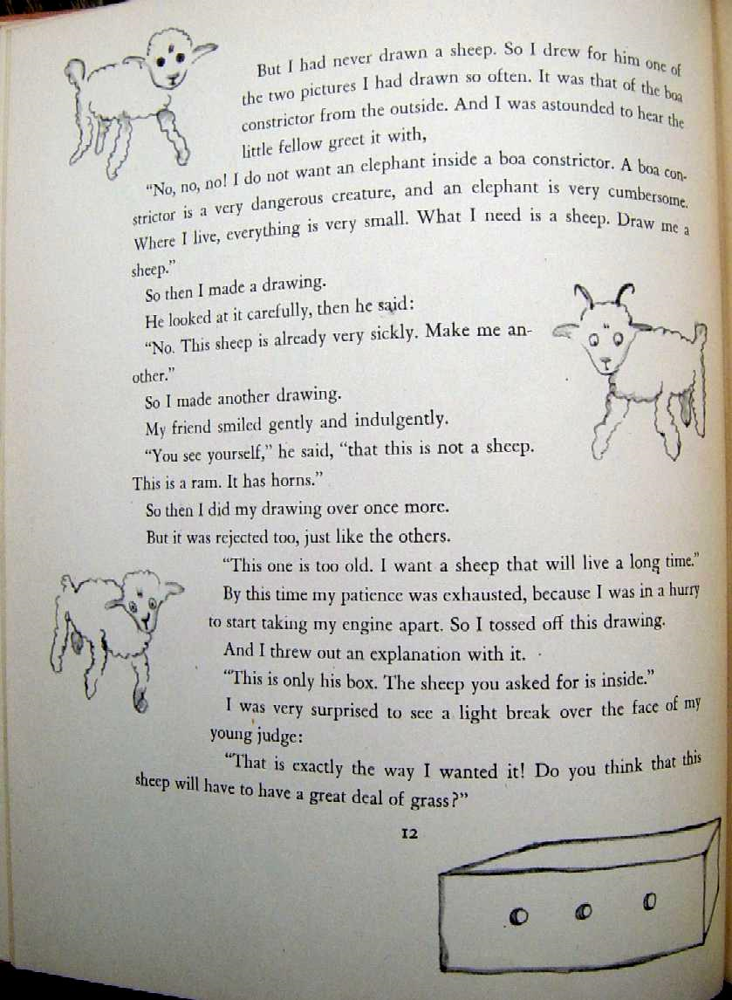 But I had never drawn a sheep. So I drew for him one of
the two pictures I had drawn so often. It was that of the boa
constrictor from the outside. And I was astounded to hear the
little fellow greet it with,
“No, no, no! I do not want an elephant inside a boa constrictor. A boa con-
strictor is a very dangerous creature, and an elephant is very cumbersome.
Where I live, everything is very small. What I need is a sheep. Draw me a
sheep.”
So then I made a drawing.
He looked at it carefully, then he said:
“No. This sheep is already very sickly. Make me an-
other.”
So I made another drawing.
My friend smiled gently and indulgently.
“You see yourself,” he said, “that this is not a sheep.
This is a ram. It has horns.”
So then I did my drawing over once more.
But it was rejected too, just like the others.
“This one is too old. I want a sheep that will live a long time.”
By this time my patience was exhausted, because I was in a hurry
to start taking my engine apart. So I tossed off this drawing.
And I threw out an explanation with it.
“This is only his box. The sheep you asked for is inside.”
I was very surprised to see a light break over the face of my
young judge:
“That is exactly the way I wanted it! Do you think that this
sheep will have to have a great deal of grass?”
12